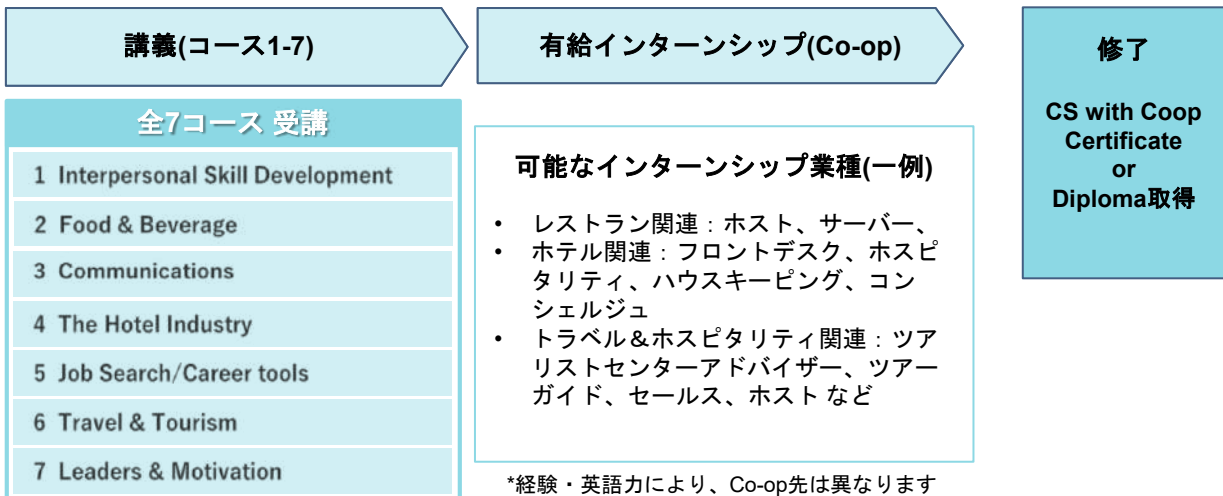 講義(コース1-7)
有給インターンシップ(Co-op)
修了
CS with Coop
Certificate
or
Diploma取得
全7コース 受講
1 Interpersonal Skill Development
2 Food & Beverage
3 Communications
4 The Hotel Industry
5 Job Search/Career tools
6 Travel & Tourism
7 Leaders & Motivation
可能なインターンシップ業種(一例)
• レストラン関連：ホスト、サーバー、
• ホテル関連：フロントデスク、ホスピ
タリティ、ハウスキーピング、コン
シェルジュ
• トラベル＆ホスピタリティ関連：ツア
リストセンターアドバイザー、ツアー
ガイド、セールス、ホスト など
*経験・英語力により、Co-op先は異なります